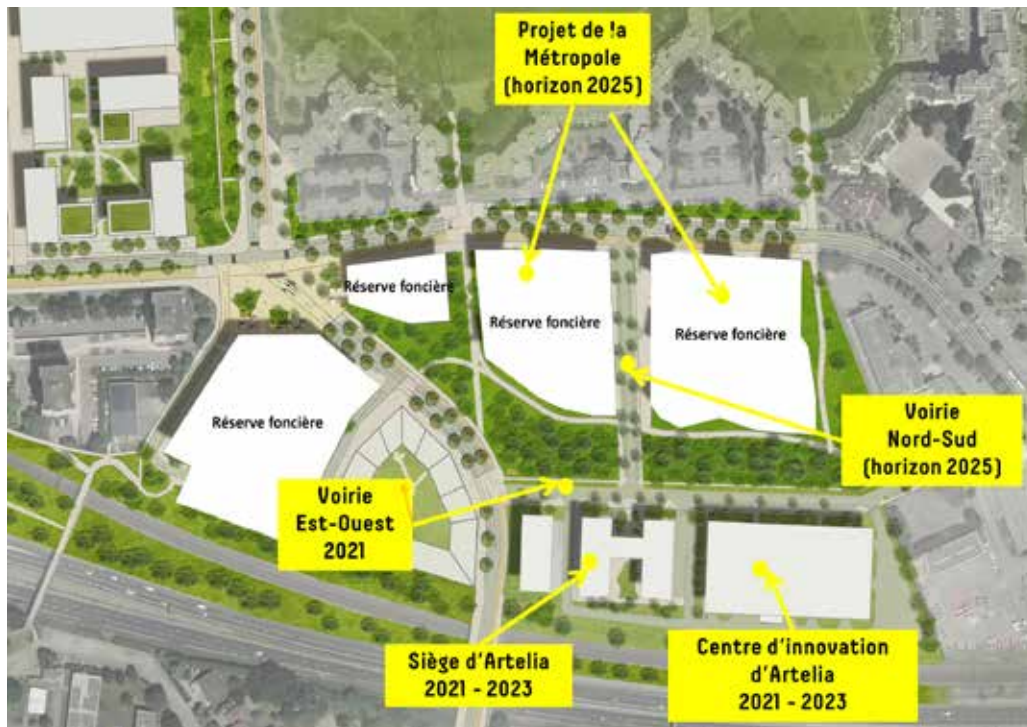 Projet de !a
Métropole
(horizon 2025)
Réserve foncière
Réserve foncière
Réserve foncière
Réserve foncière
Voirie
Nord-Sud
(horizon 2025)
Voirie
Est-Ouest
2021
Siège d'Artelia
2021 - 2023
Centre d'innovation
d'Artelia
2021 - 2023